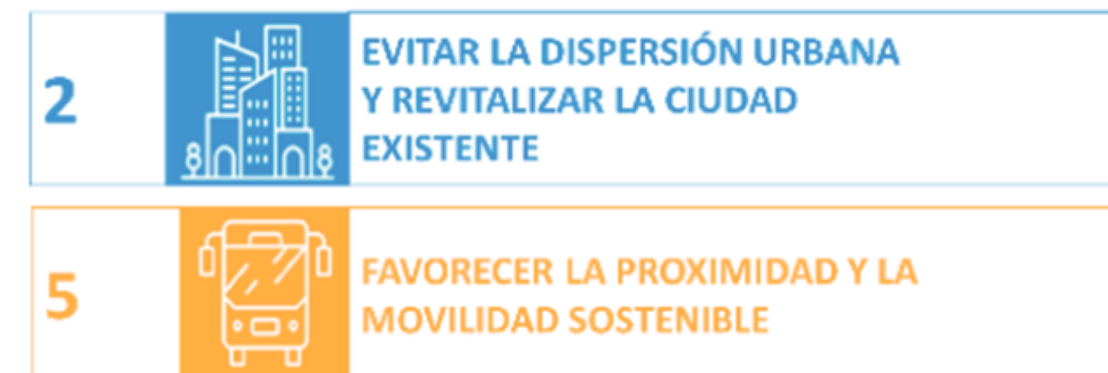 2
EVITAR LA DISPERSIÓN URBANA
Y REVITALIZAR LA CIUDAD
EXISTENTE
5
FAVORECER LA PROXIMIDAD Y LA
MOVILIDAD SOSTENIBLE